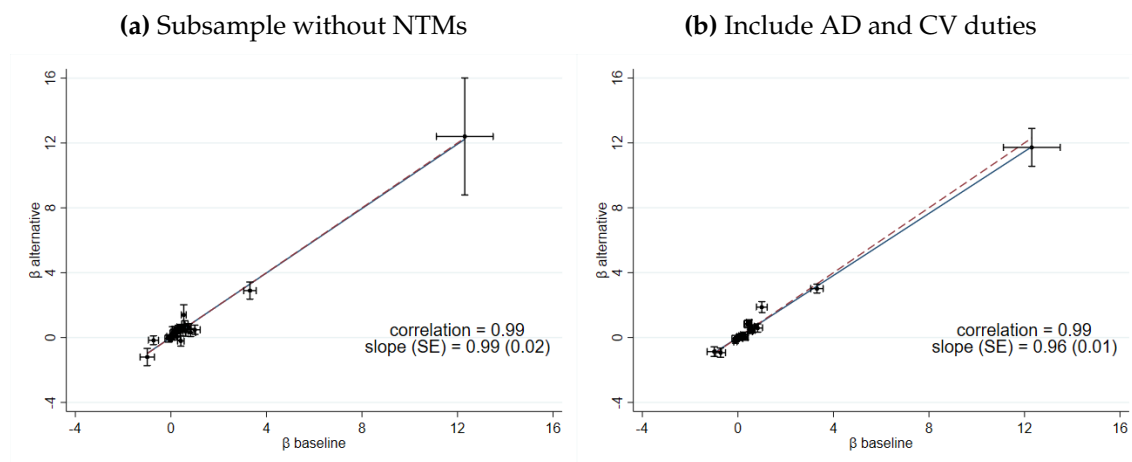 (a) Subsample without NTMs
16
12
8
4
0
-4
β alternative
correlation = 0.99
slope (SE) = 0.99 (0.02)
-4 0 4 8 12 16
β baseline
(b) Include AD and CV duties
16
12
8
4
0
-4
β alternative
correlation = 0.99
slope (SE) = 0.96 (0.01)
-4 0 4 8 12 16
β baseline